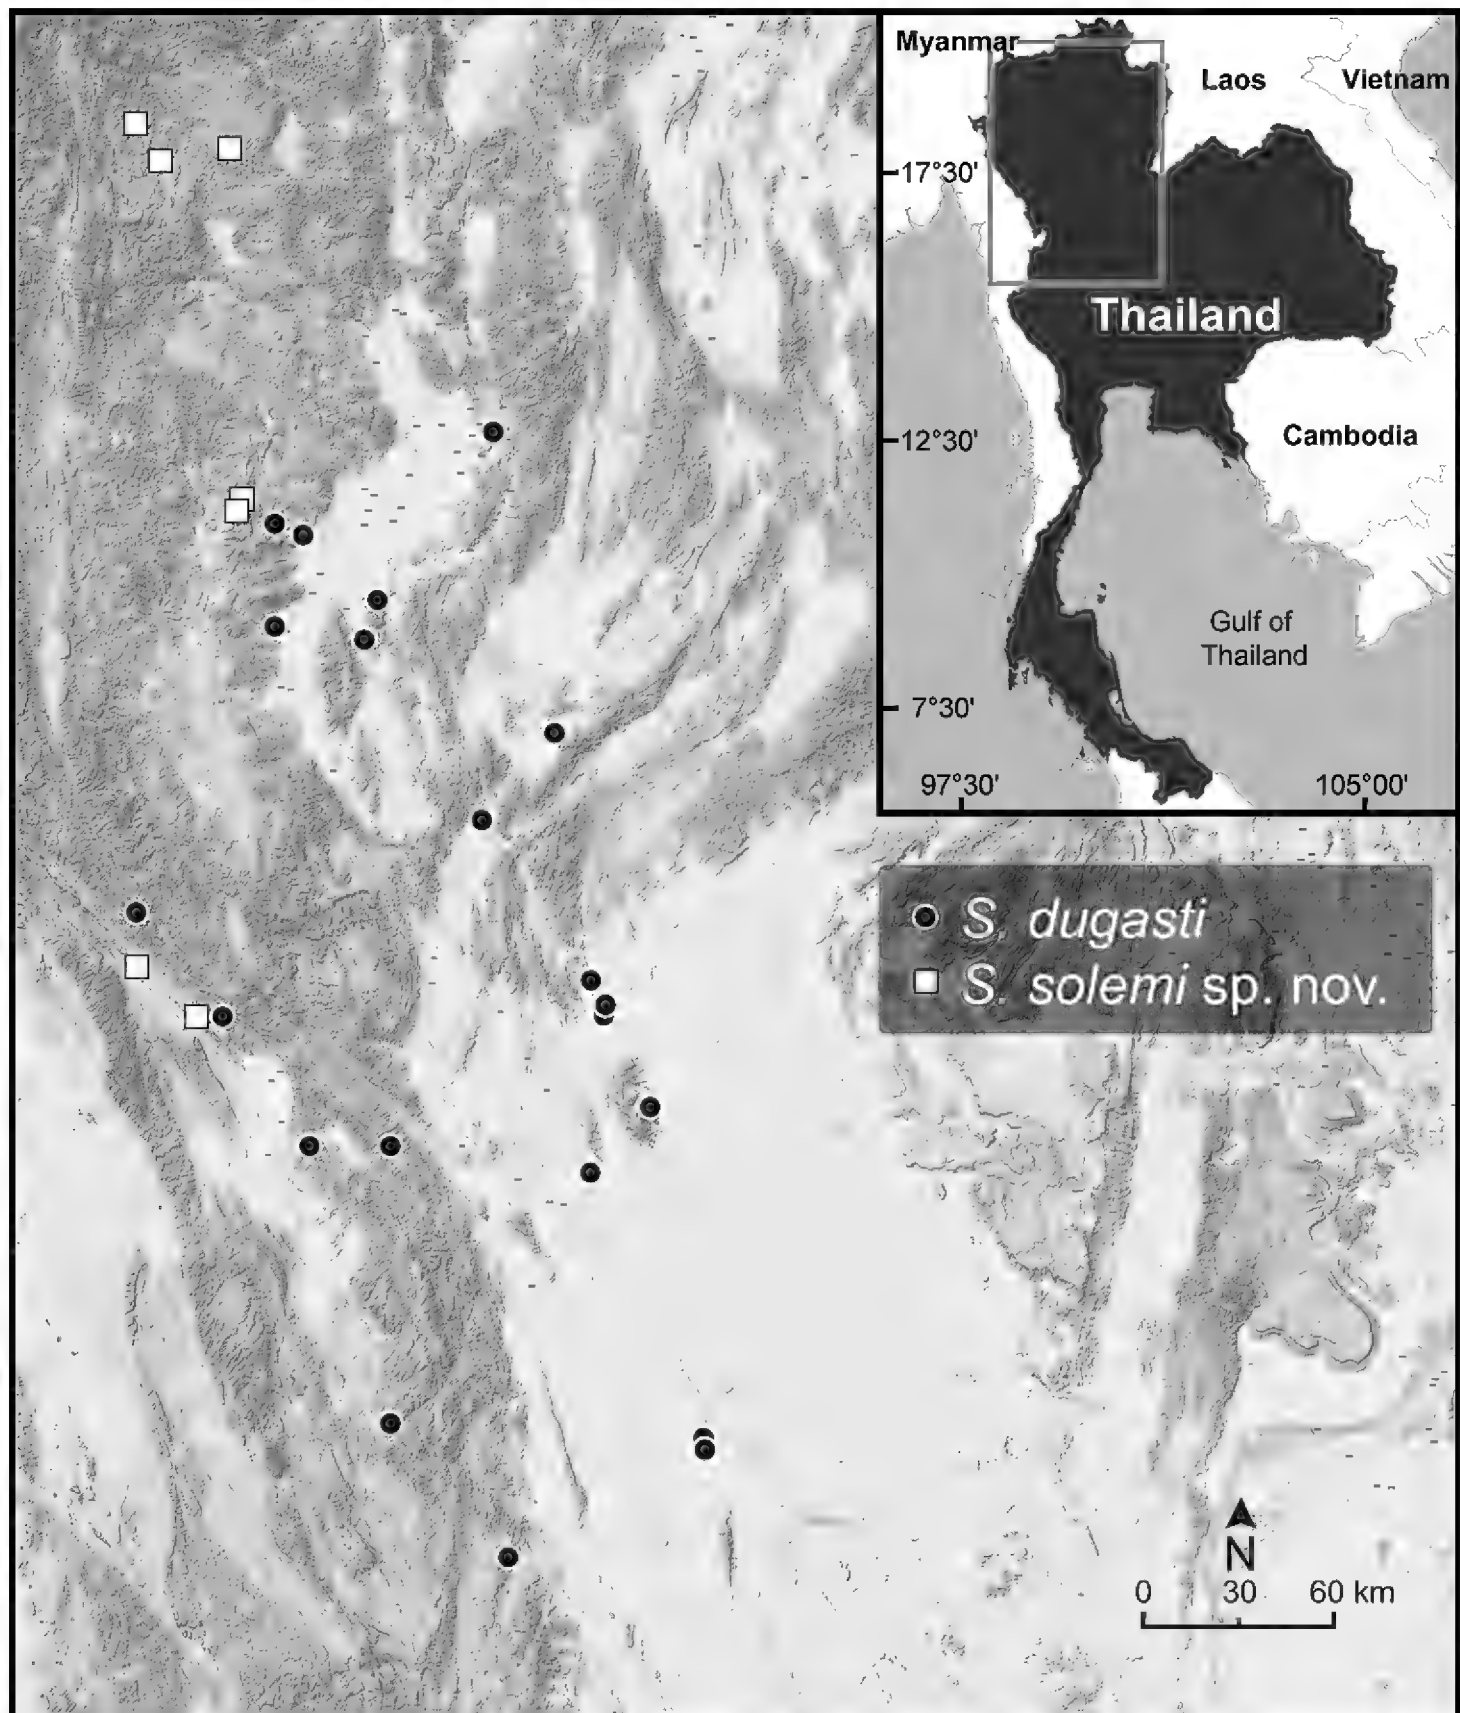 Myanmar
Laos
Vietnam
17°30'
Thailand
12°30'
Cambodia
Gulf of
Thailand
7°30'
97°30'
105°00'
S. dugasti
S. solemi sp. nov.
N
0 30 60 km